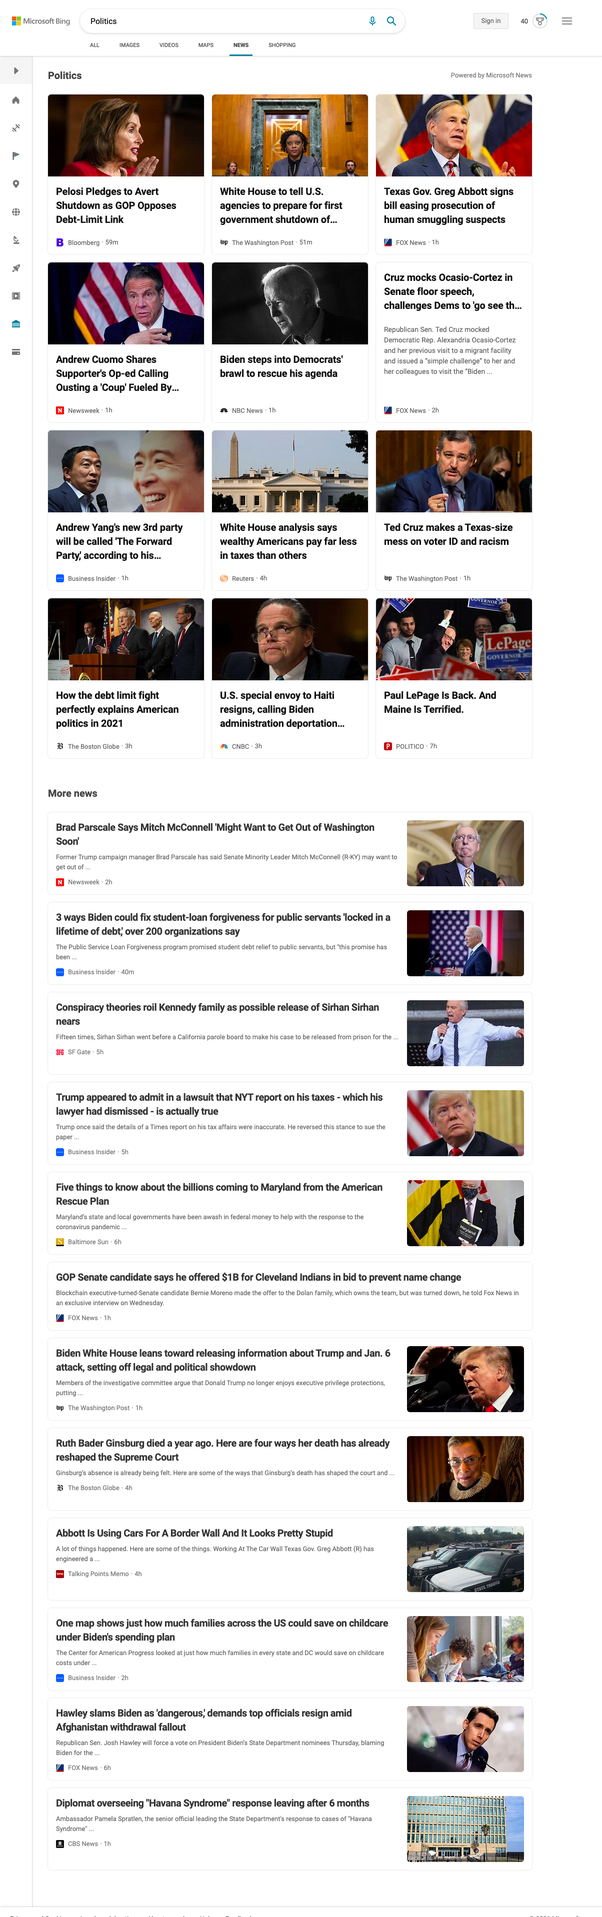 Microsoft Bing
Politics
Sign in
40
ALL
IMAGES
VIDEOS
MAPS
NEWS
SHOPPING
Politics
Powered by Microsoft News
Pelosi Pledges to Avert
Shutdown as GOP Opposes
Debt-Limit Link
Bloomberg · 59m
White House to tell U.S.
agencies to prepare for first
government shutdown of...
The Washington Post · 51m
Texas Gov. Greg Abbott signs
bill easing prosecution of
human smuggling suspects
FOX News · 1h
Andrew Cuomo Shares
Supporter's Op-ed Calling
Ousting a 'Coup' Fueled By...
Newsweek · 1h
Biden steps into Democrats'
brawl to rescue his agenda
NBC News · 1h
Cruz mocks Ocasio-Cortez in
Senate floor speech,
challenges Dems to 'go see th...
Republican Sen. Ted Cruz mocked
Democratic Rep. Alexandria Ocasio-Cortez
and her previous visit to a migrant facility
and issued a "simple challenge" to her and
her colleagues to visit the "Biden ...
FOX News · 2h
Andrew Yang's new 3rd party
will be called 'The Forward
Party,' according to his...
Business Insider · 1h
White House analysis says
wealthy Americans pay far less
in taxes than others
Reuters · 4h
Ted Cruz makes a Texas-size
mess on voter ID and racism
The Washington Post · 1h
How the debt limit fight
perfectly explains American
politics in 2021
The Boston Globe · 3h
U.S. special envoy to Haiti
resigns, calling Biden
administration deportation...
CNBC · 3h
LePage
Paul LePage Is Back. And
Maine Is Terrified.
POLITICO · 7h
More news
Brad Parscale Says Mitch McConnell 'Might Want to Get Out of Washington
Soon'
Former Trump campaign manager Brad Parscale has said Senate Minority Leader Mitch McConnell (R-KY) may want to
get out of ...
Newsweek · 2h
3 ways Biden could fix student-loan forgiveness for public servants 'locked in a
lifetime of debt,' over 200 organizations say
The Public Service Loan Forgiveness program promised student debt relief to public servants, but "this promise has
been ...
Business Insider · 40m
Conspiracy theories roil Kennedy family as possible release of Sirhan Sirhan
nears
Fifteen times, Sirhan Sirhan went before a California parole board to make his case to be released from prison for the ...
SF Gate · 5h
Trump appeared to admit in a lawsuit that NYT report on his taxes - which his
lawyer had dismissed - is actually true
Trump once said the details of a Times report on his tax affairs were inaccurate. He reversed this stance to sue the
paper ...
Business Insider · 5h
Five things to know about the billions coming to Maryland from the American
Rescue Plan
Maryland's state and local governments have been awash in federal money to help with the response to the
coronavirus pandemic ...
Baltimore Sun · 6h
GOP Senate candidate says he offered $1B for Cleveland Indians in bid to prevent name change
Blockchain executive-turned-Senate candidate Bernie Moreno made the offer to the Dolan family, which owns the team, but was turned down, he told Fox News in
an exclusive interview on Wednesday.
FOX News · 1h
Biden White House leans toward releasing information about Trump and Jan. 6
attack, setting off legal and political showdown
Members of the investigative committee argue that Donald Trump no longer enjoys executive privilege protections,
putting ...
The Washington Post · 1h
Ruth Bader Ginsburg died a year ago. Here are four ways her death has already
reshaped the Supreme Court
Ginsburg's absence is already being felt. Here are some of the ways that Ginsburg's death has shaped the court and ...
The Boston Globe · 4h
Abbott Is Using Cars For A Border Wall And It Looks Pretty Stupid
A lot of things happened. Here are some of the things. Working At The Car Wall Texas Gov. Greg Abbott (R) has
engineered a ...
Talking Points Memo · 4h
One map shows just how much families across the US could save on childcare
under Biden's spending plan
The Center for American Progress looked at just how much families in every state and DC would save on childcare
costs under ...
Business Insider · 2h
Hawley slams Biden as 'dangerous,' demands top officials resign amid
Afghanistan withdrawal fallout
Republican Sen. Josh Hawley will force a vote on President Biden's State Department nominees Thursday, blaming
Biden for the ...
FOX News · 6h
Diplomat overseeing "Havana Syndrome" response leaving after 6 months
Ambassador Pamela Spratlen, the senior official leading the State Department's response to cases of "Havana
Syndrome" ...
CBS News · 1h